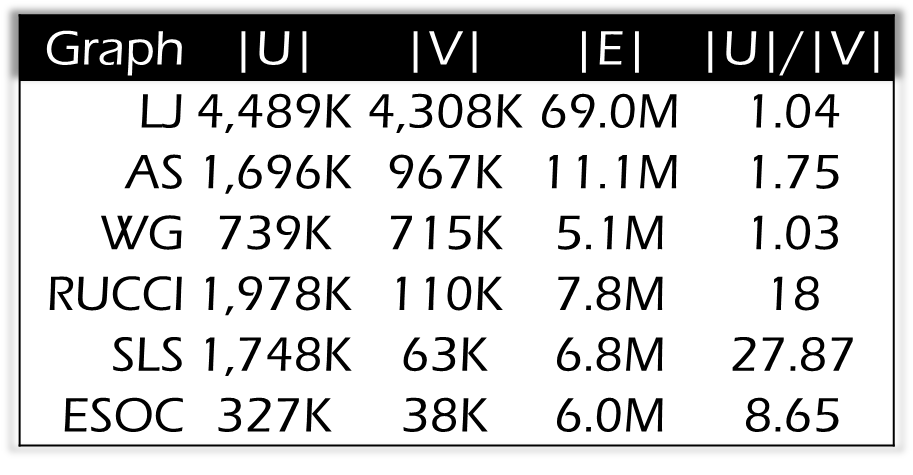 Graph |U| |V| |E| |U|/|V|
LJ 4,489K 4,308K 69.0M 1.04
AS 1,696K 967K 11.1M 1.75
WG 739K 715K 5.1M 1.03
RUCCI 1,978K 110K 7.8M 18
SLS 1,748K 63K 6.8M 27.87
ESOC 327K 38K 6.0M 8.65